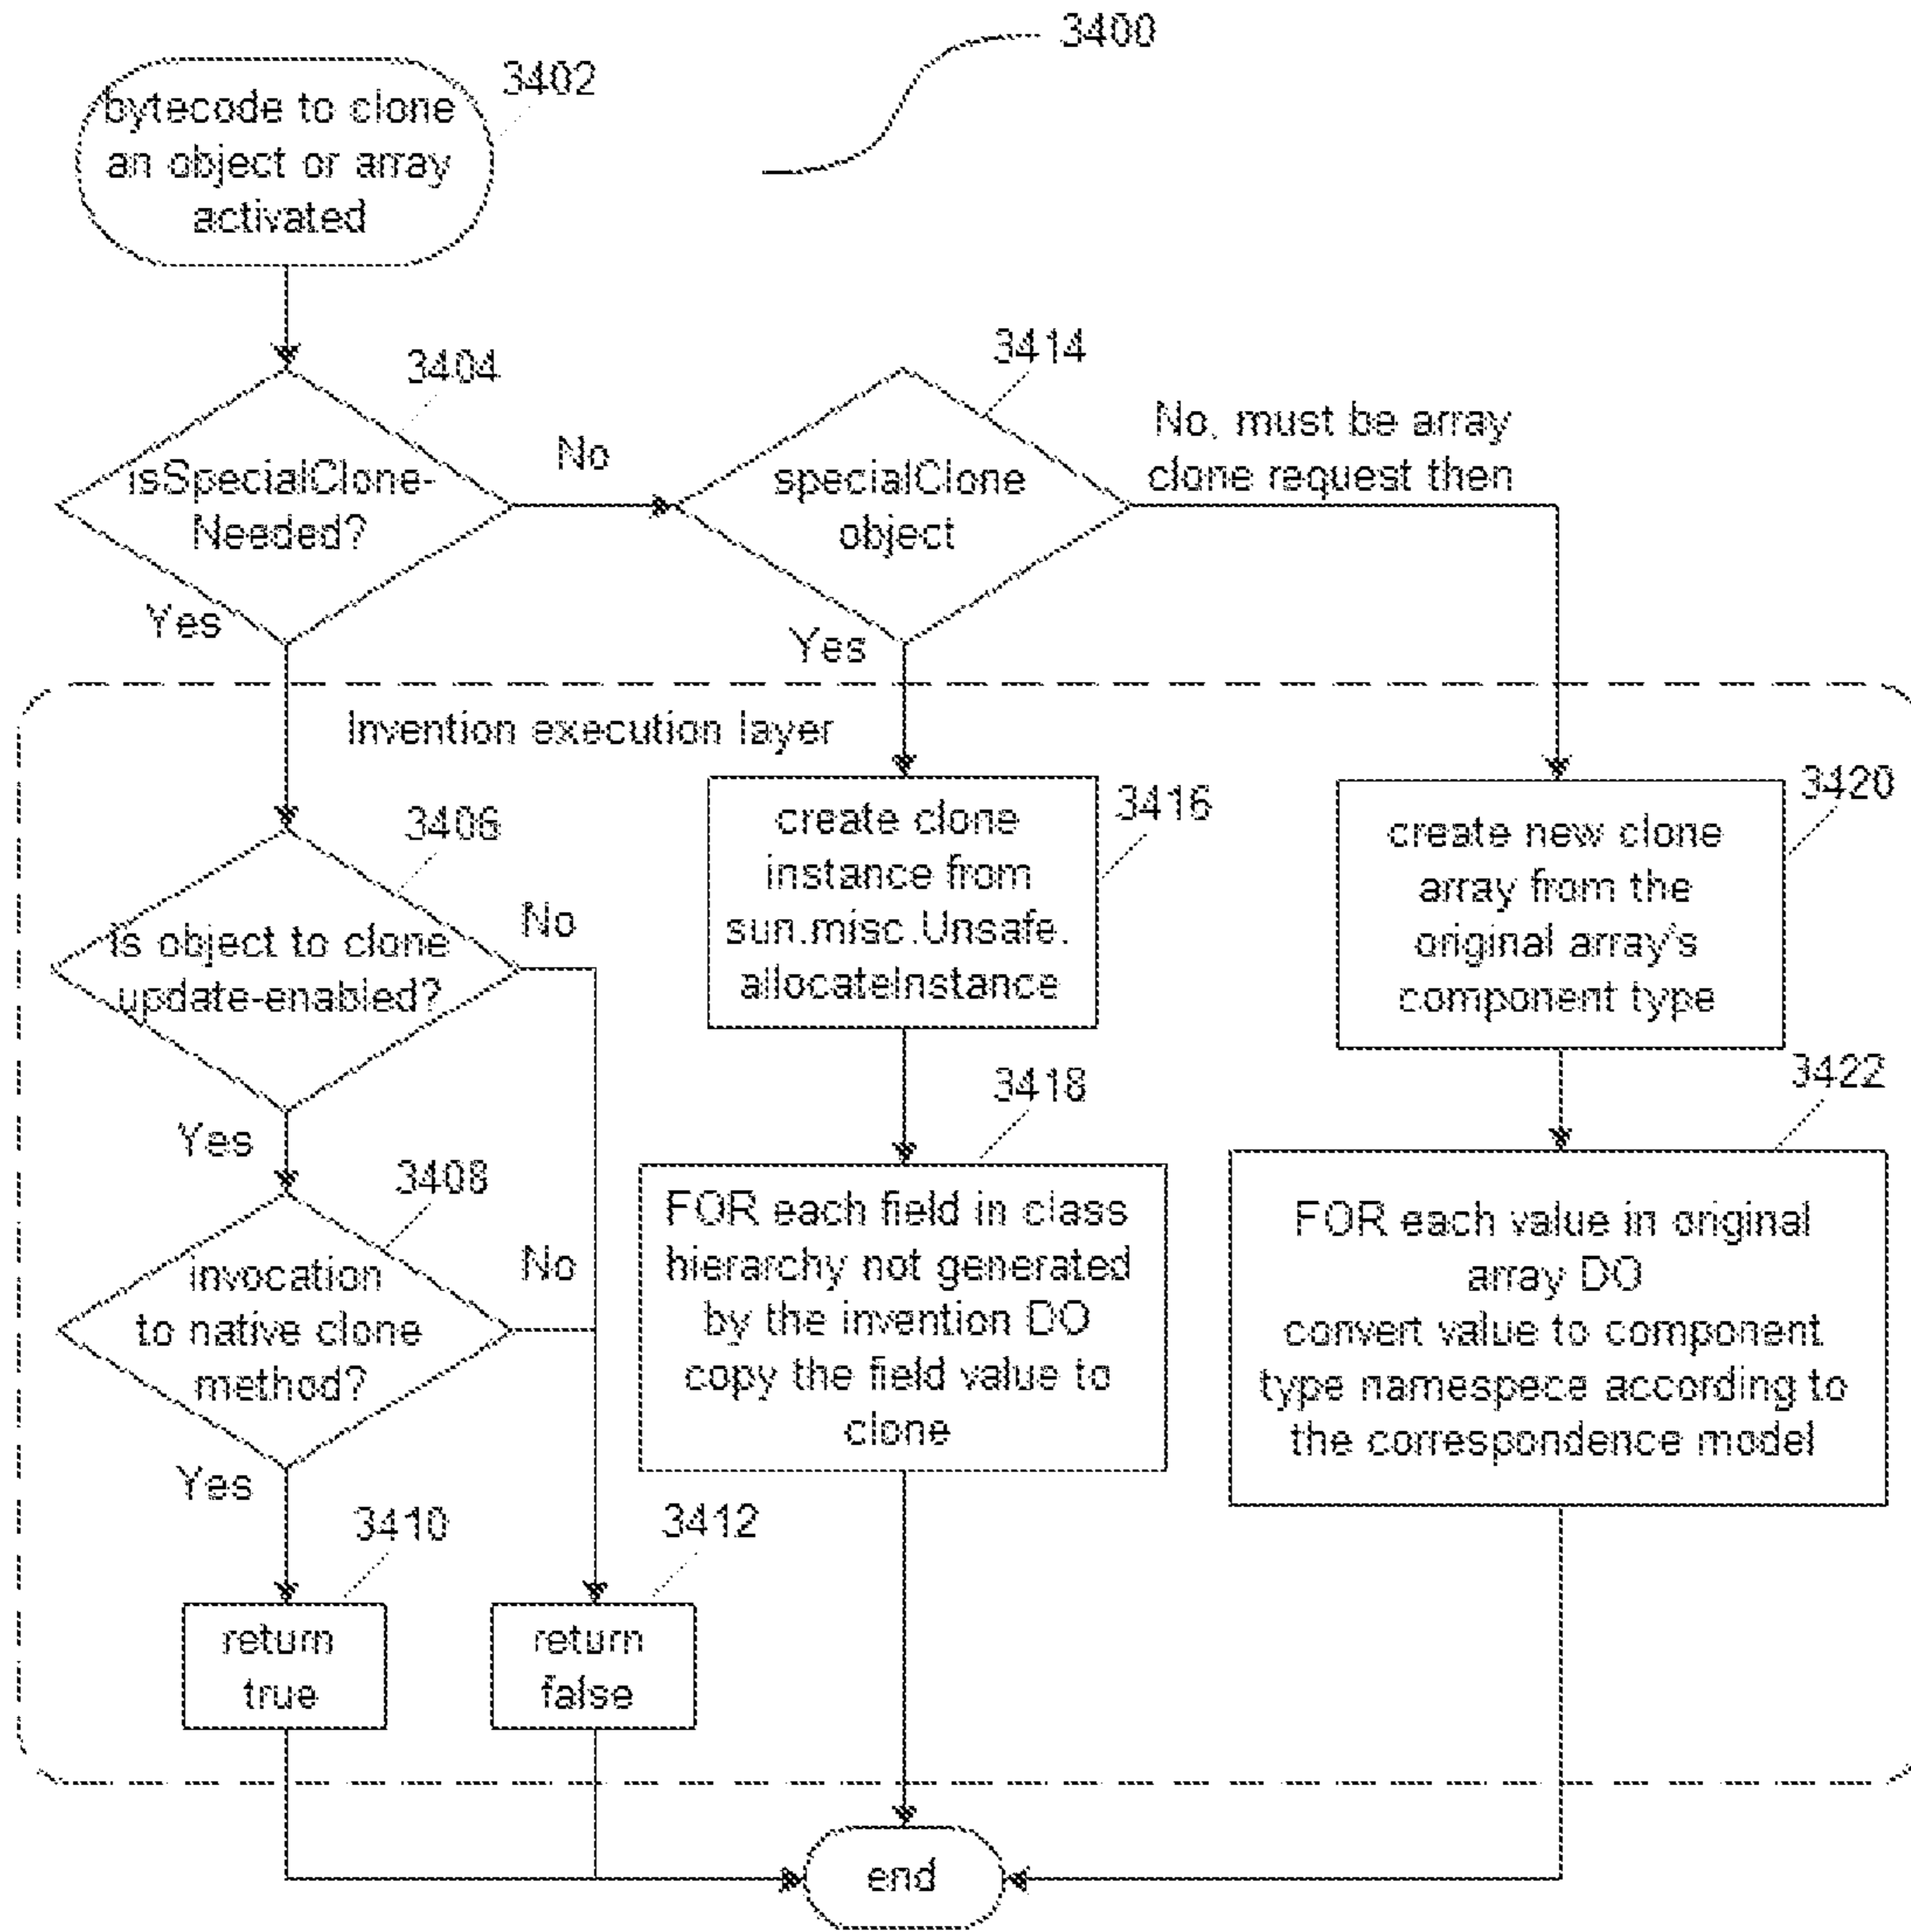 3400
3402
bytecode to clone
an object or array
activated
3404
isSpecialClone-
Needed?
No
Yes
3414
specialClone
object
No, must be array
clone request then
Yes
Invention execution layer
3406
is object to clone
update-enabled?
No
Yes
3408
invocation
to native clone
method?
No
Yes
3410
return
true
3412
return
false
3416
create clone
instance from
sun.misc.Unsafe.
allocateInstance
3418
FOR each field in class
hierarchy not generated
by the invention DO
copy the field value to
clone
3420
create new clone
array from the
original array's
component type
3422
FOR each value in original
array DO
convert value to component
type namespece according to
the correspondence model
end